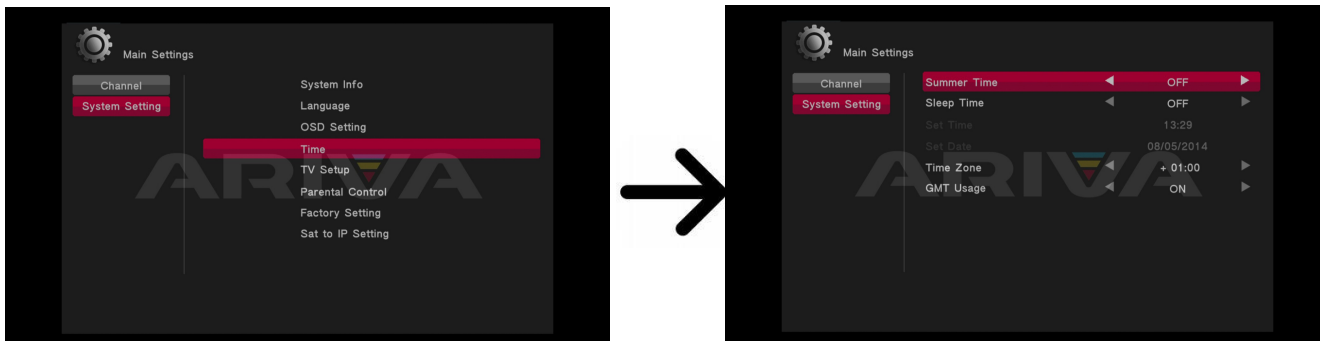 Main Settings
Channel
System Setting
System Info
Language
OSD Setting
Time
TV Setup
Parental Control
Factory Setting
Sat to IP Setting
ARIVA
Main Settings
Channel
System Setting
Summer Time OFF
Sleep Time OFF
Set Time 13:29
Set Date 08/05/2014
Time Zone + 01:00
GMT Usage ON
ARIVA